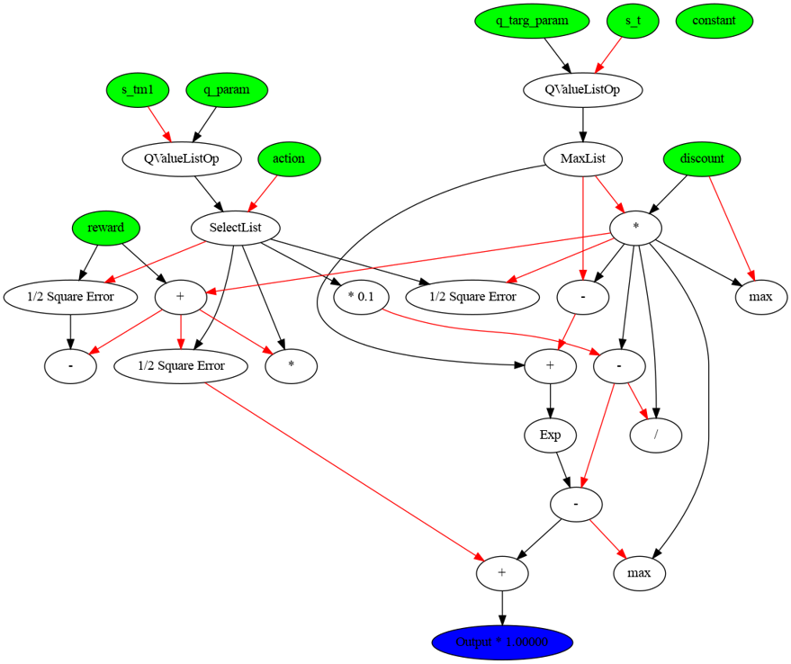 q_targ_param
s_t
constant
s_tm1
q_param
QValueListOp
QValueListOp
action
MaxList
discount
reward
SelectList
*
1/2 Square Error
+
* 0.1
1/2 Square Error
-
max
-
1/2 Square Error
*
+
-
Exp
/
-
+
max
Output * 1.00000